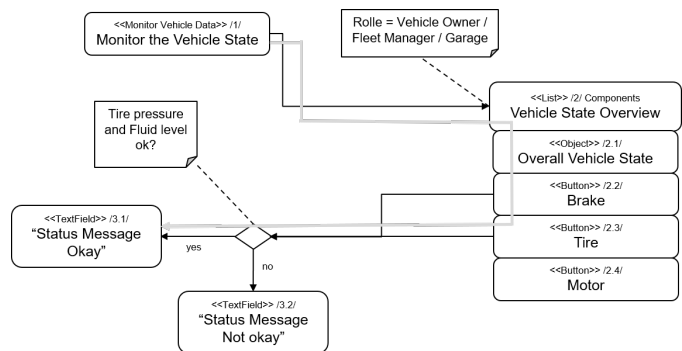 <<Monitor Vehicle Data>> /1/
Monitor the Vehicle State
Rolle = Vehicle Owner /
Fleet Manager / Garage
<<List>> /2/ Components
Vehicle State Overview
<<Object>> /2.1/
Overall Vehicle State
<<Button>> /2.2/
Brake
<<Button>> /2.3/
Tire
<<Button>> /2.4/
Motor
Tire pressure
and Fluid level
ok?
<<TextField>> /3.1/
“Status Message
Okay”
yes
no
<<TextField>> /3.2/
“Status Message
Not okay”